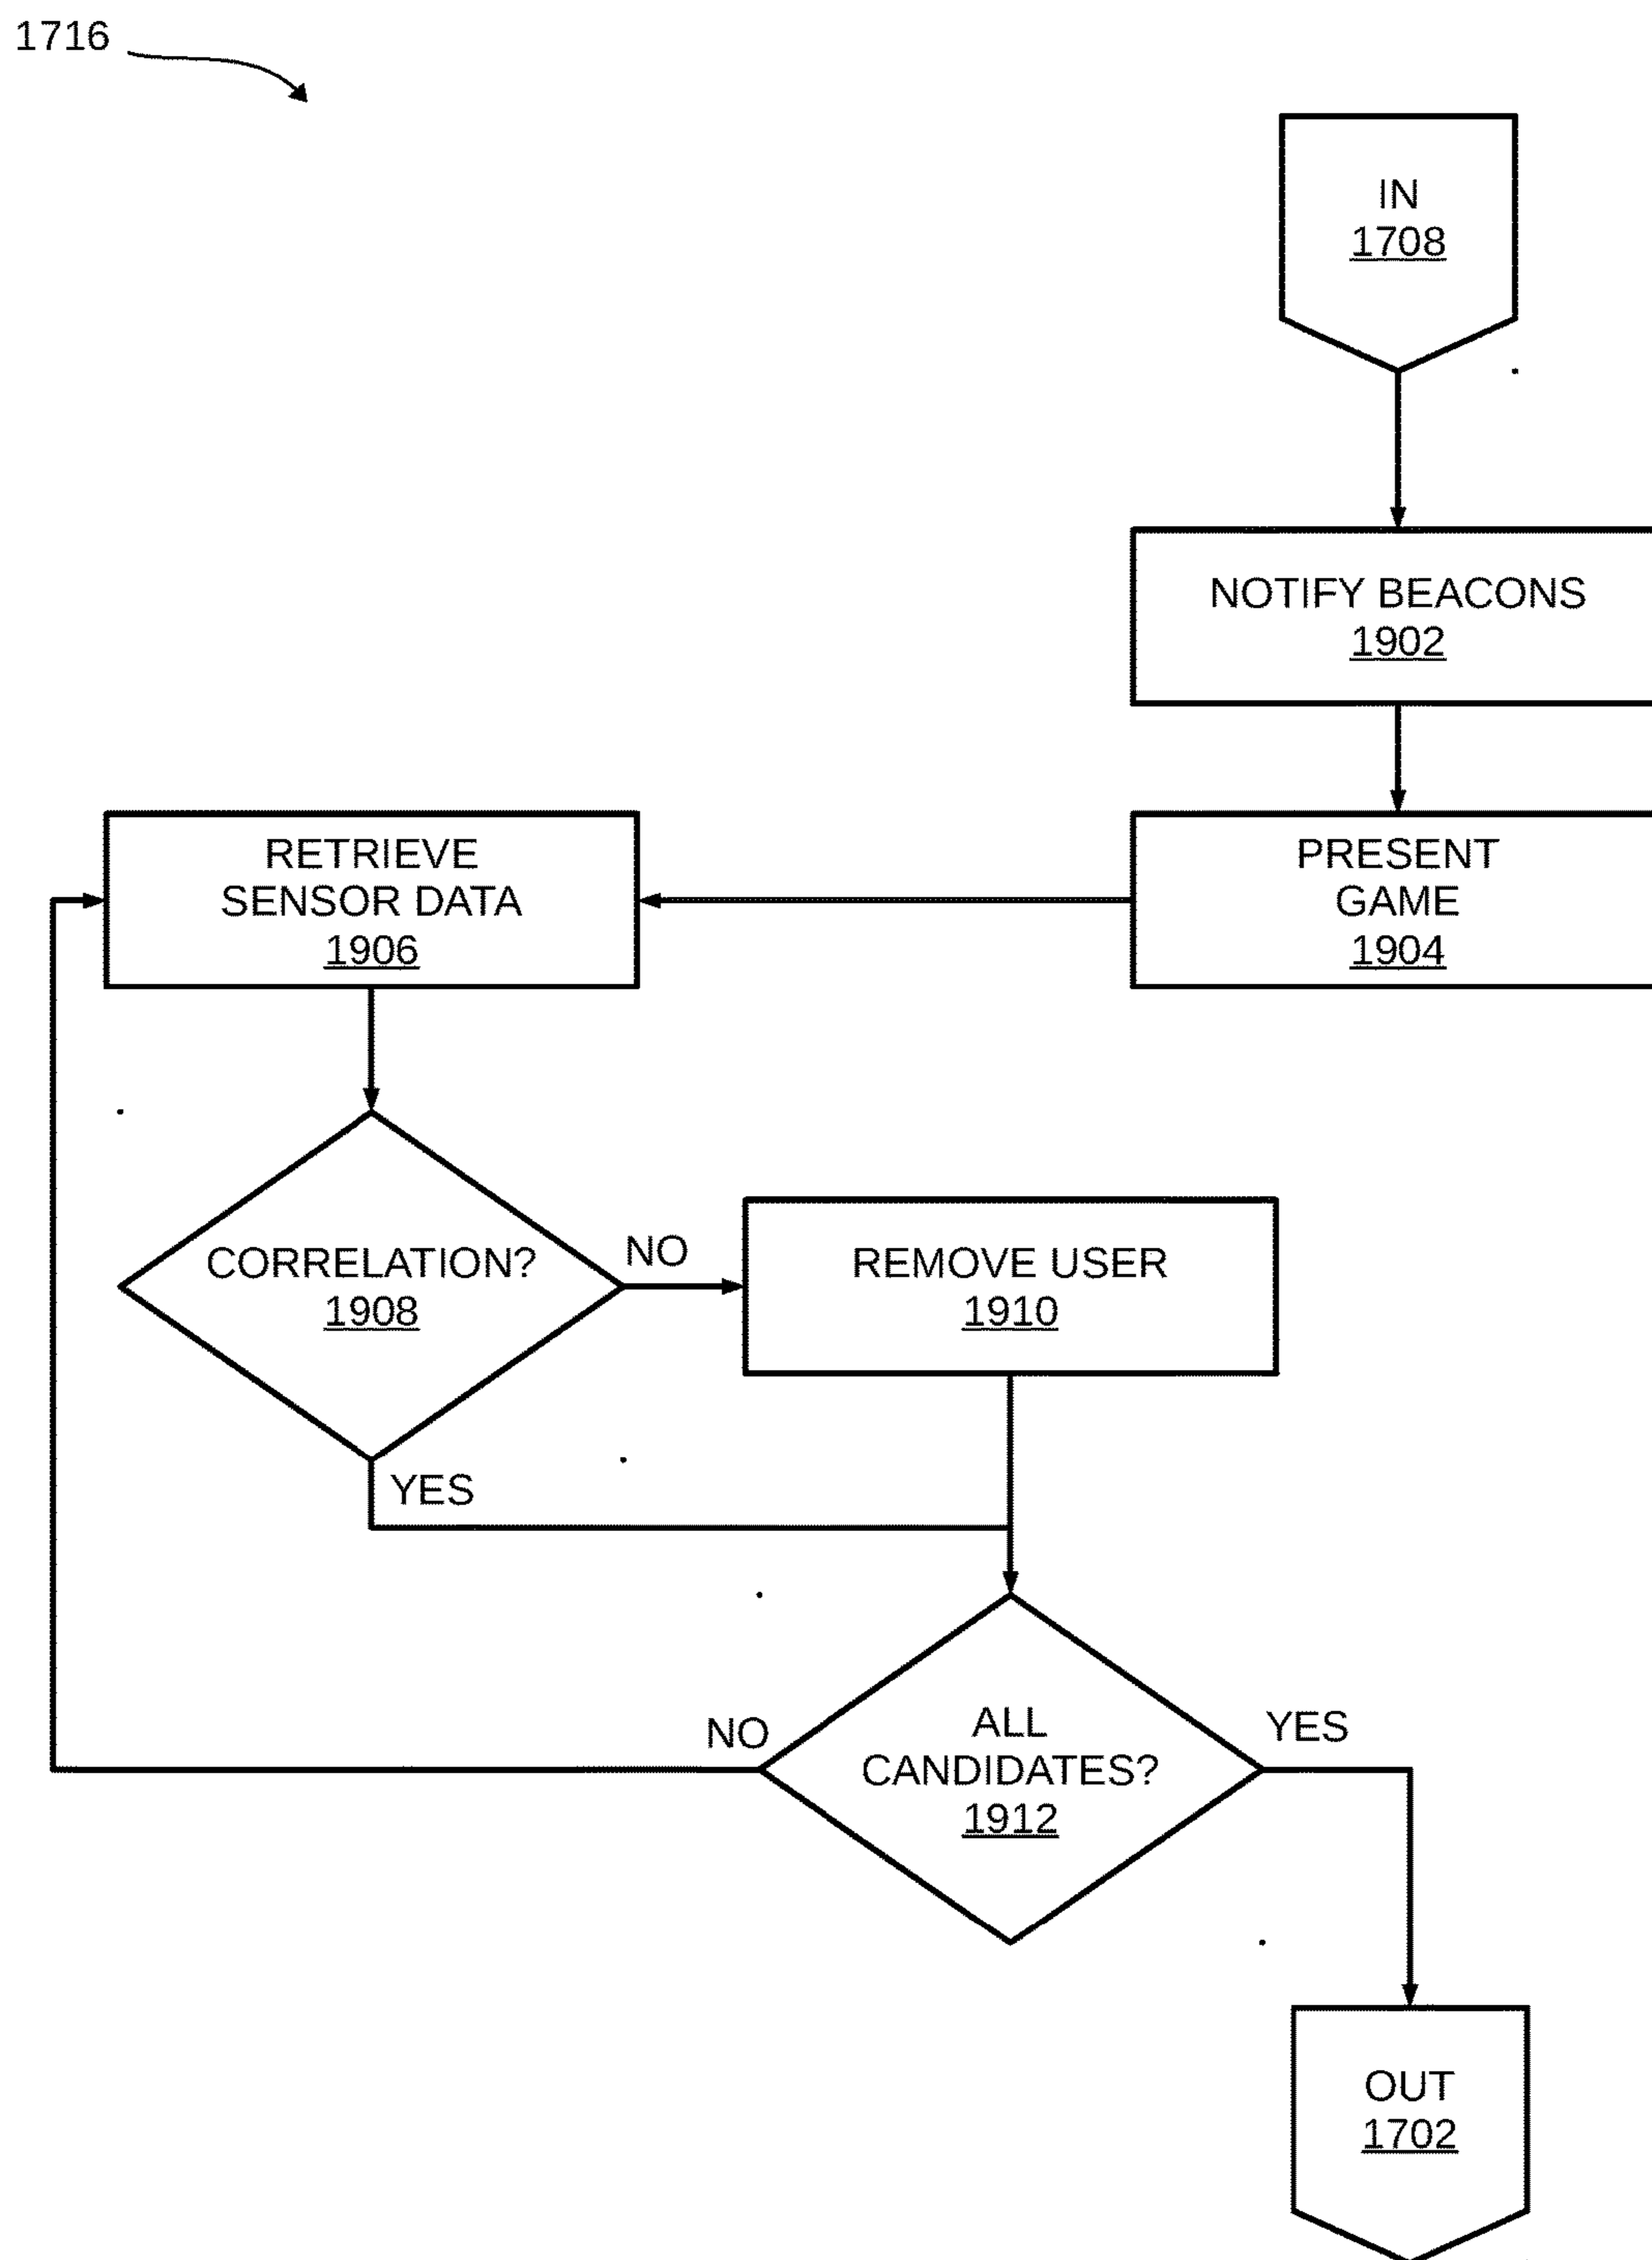 1716
IN
1708
NOTIFY BEACONS
1902
PRESENT
GAME
1904
RETRIEVE
SENSOR DATA
1906
CORRELATION?
1908
NO
REMOVE USER
1910
YES
ALL
CANDIDATES?
1912
NO
YES
OUT
1702